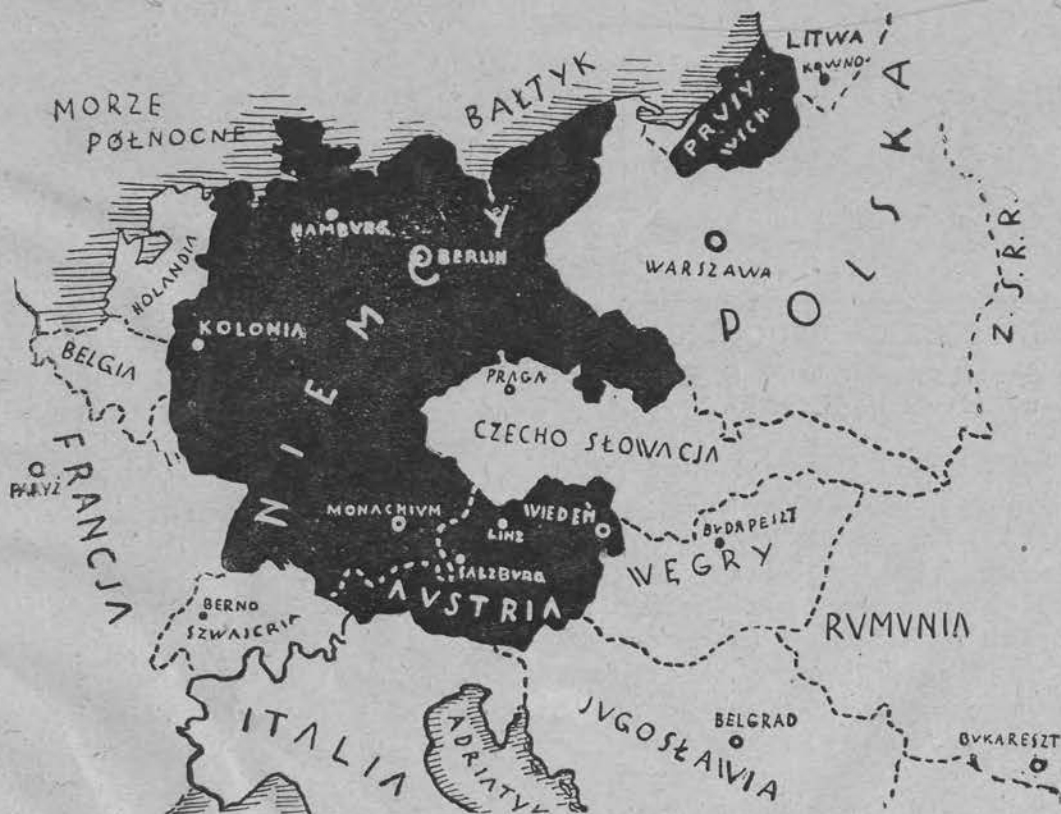 MORZE
PÓŁNOCNE
BAŁTYK
LITWA
KOWNO
PRUSY
WSCH.
POLSKA
Z.S.R.R.
HAMBURG
BERLIN
WARSZAWA
HOLANDIA
KOLONIA
BELGIA
NIEMCY
PRAGA
CZECHO SŁOWACJA
FRANCJA
PARYŻ
MONACHIUM
LINZ
WIEDEŃ
BUDAPESZT
WĘGRY
SALZBURG
AUSTRIA
BERNO
SZWAJCRIA
RUMUNIA
ITALIA
ADRIATYK
JUGOSŁAWIA
BELGRAD
BUKARESZT